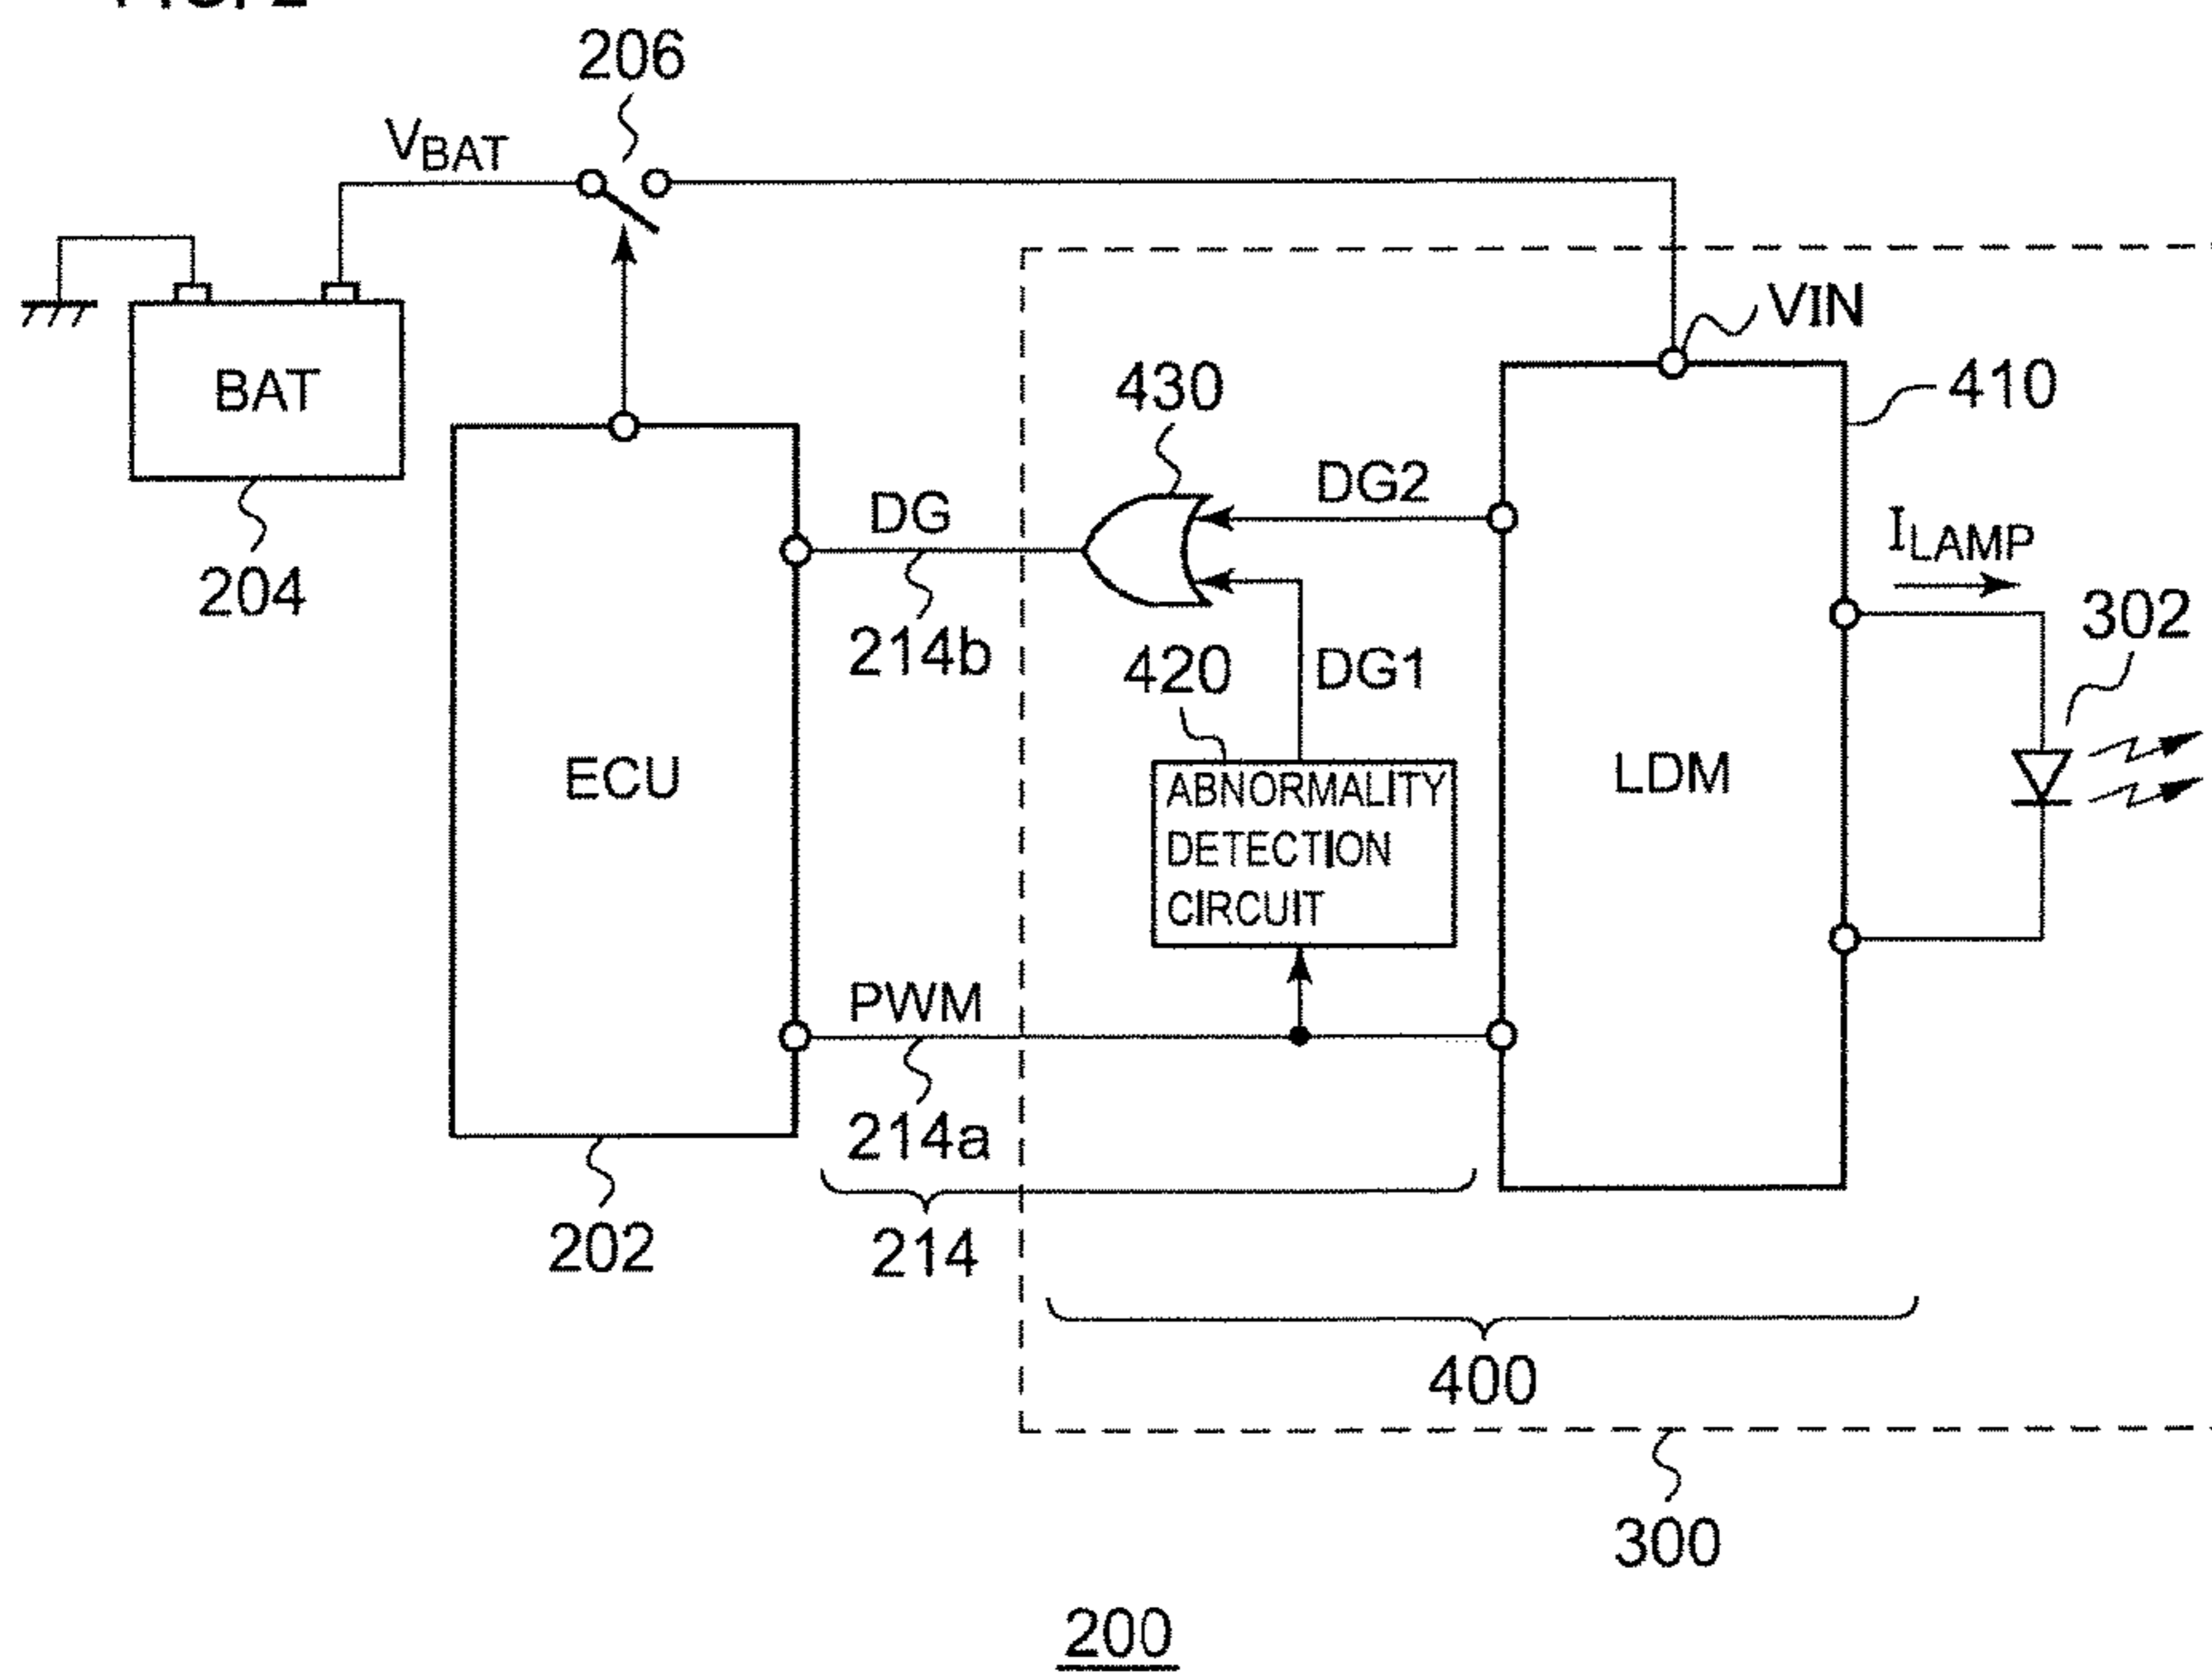 206
VBAT
VIN
BAT
430
410
DG
DG2
ILAMP
204
302
214b
420
DG1
ECU
LDM
ABNORMALITY
DETECTION
CIRCUIT
PWM
214a
202
214
400
300
200